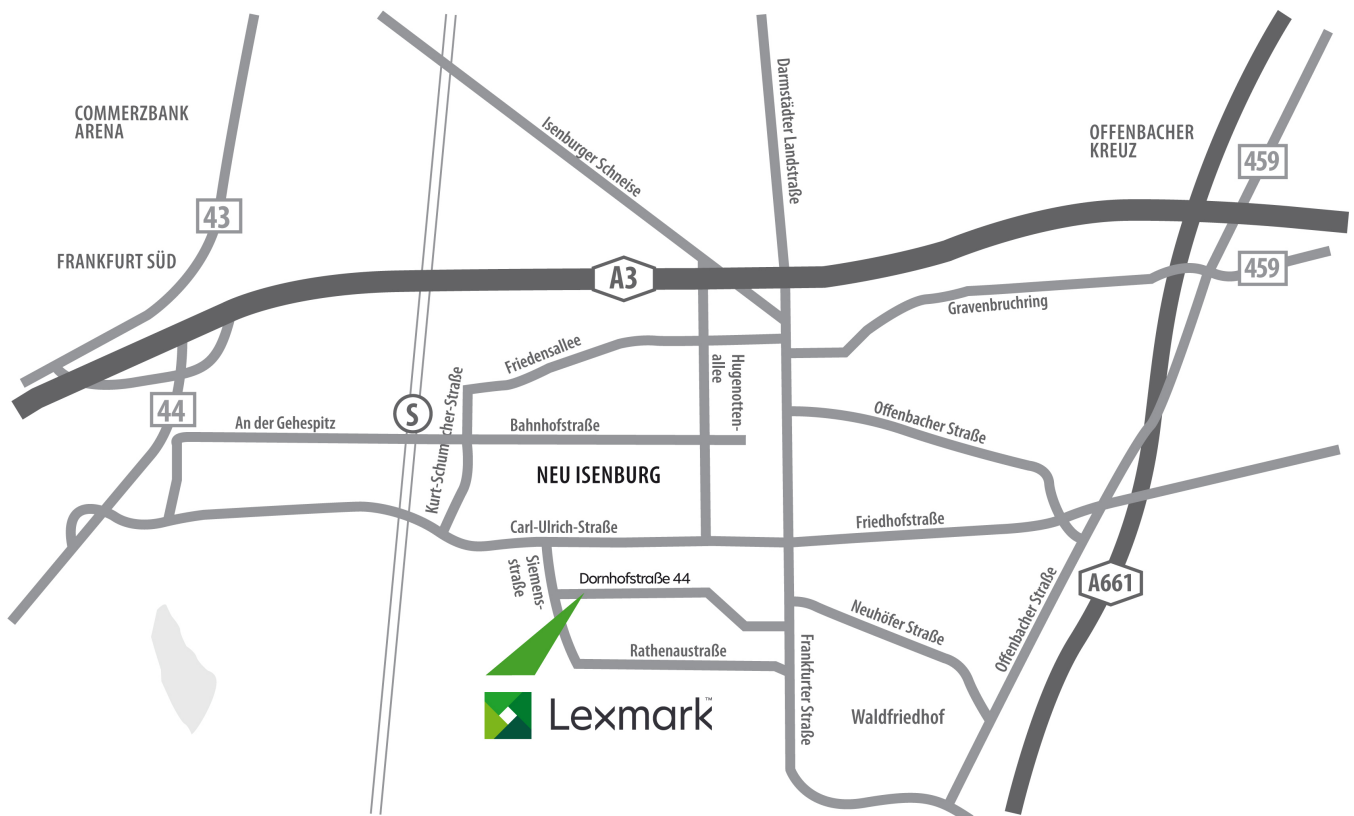 COMMERZBANK
ARENA
Isenburger Schneise
Darmstädter Landstraße
OFFENBACHER
KREUZ
459
43
FRANKFURT SÜD
A3
459
Gravenbruchring
Friedensallee
Hugenotten-
allee
Kurt-Schumacher-Straße
44
S
An der Gehespitz
Bahnhofstraße
Offenbacher Straße
NEU ISENBURG
Carl-Ulrich-Straße
Friedhofstraße
Siemens-
straße
Dornhofstraße 44
A661
Neuhöfer Straße
Offenbacher Straße
Rathenaustraße
Frankfurter Straße
Waldfriedhof
Lexmark™